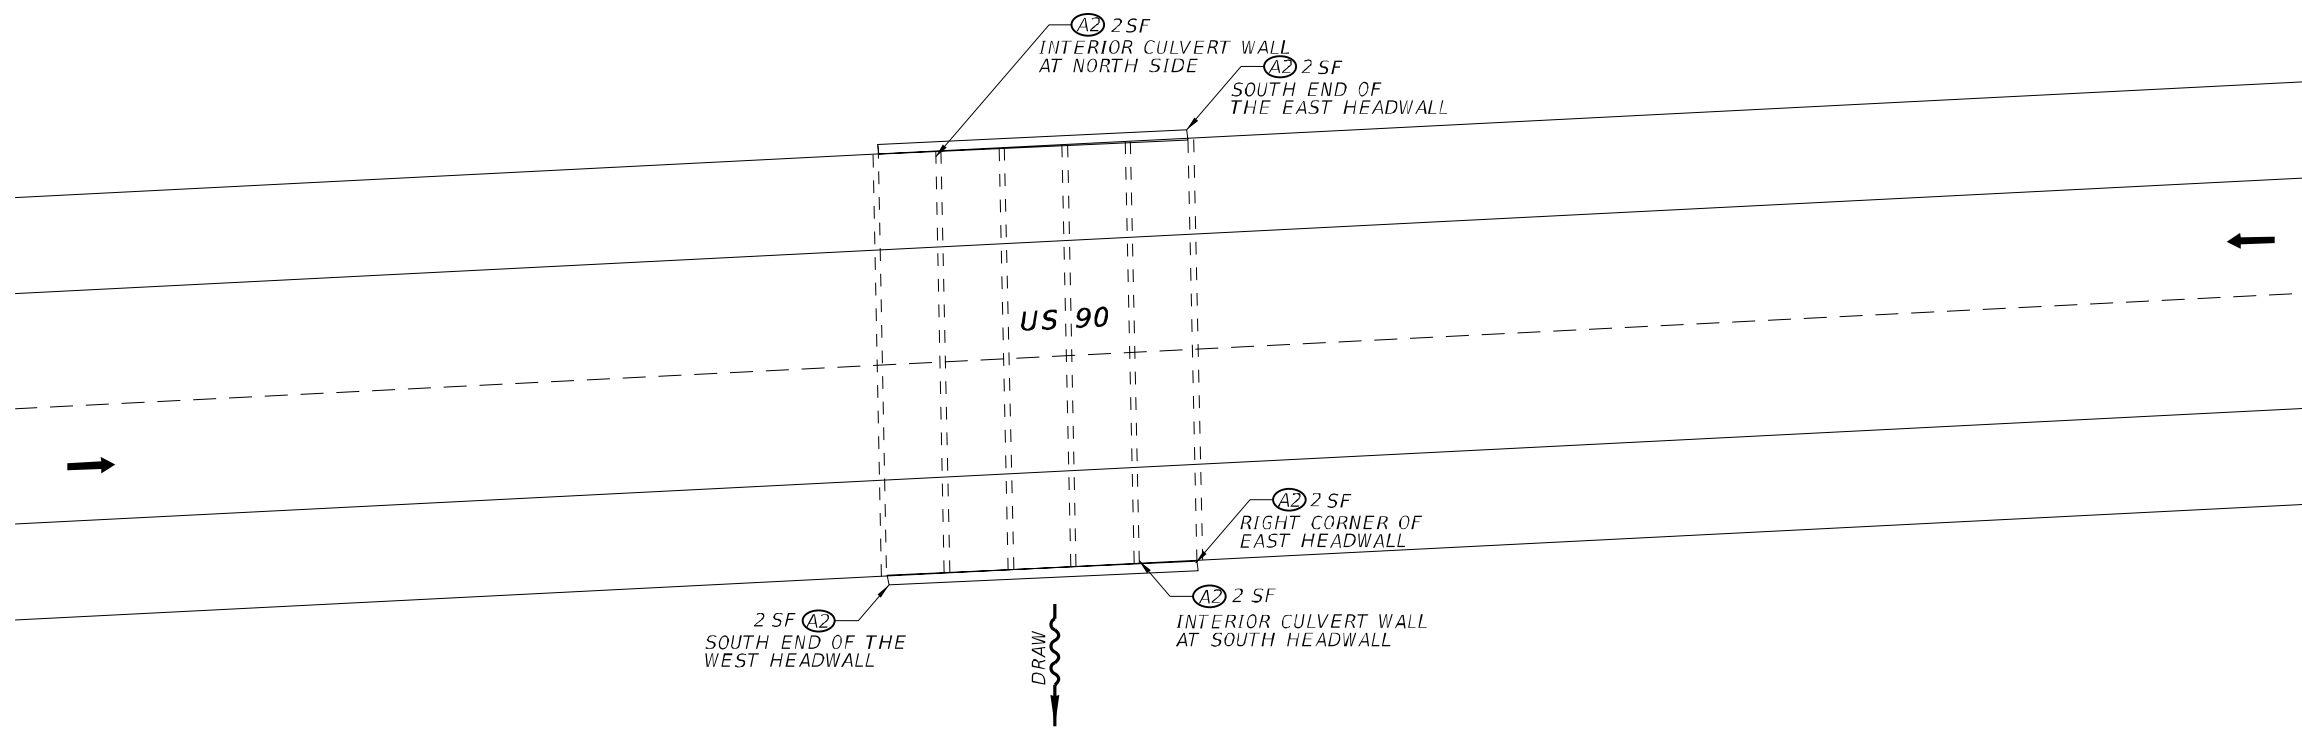 A2 2 SF
INTERIOR CULVERT WALL
AT NORTH SIDE
A2 2 SF
SOUTH END OF
THE EAST HEADWALL
US 90
A2 2 SF
RIGHT CORNER OF
EAST HEADWALL
A2 2 SF
INTERIOR CULVERT WALL
AT SOUTH HEADWALL
2 SF A2
SOUTH END OF THE
WEST HEADWALL
DRAW